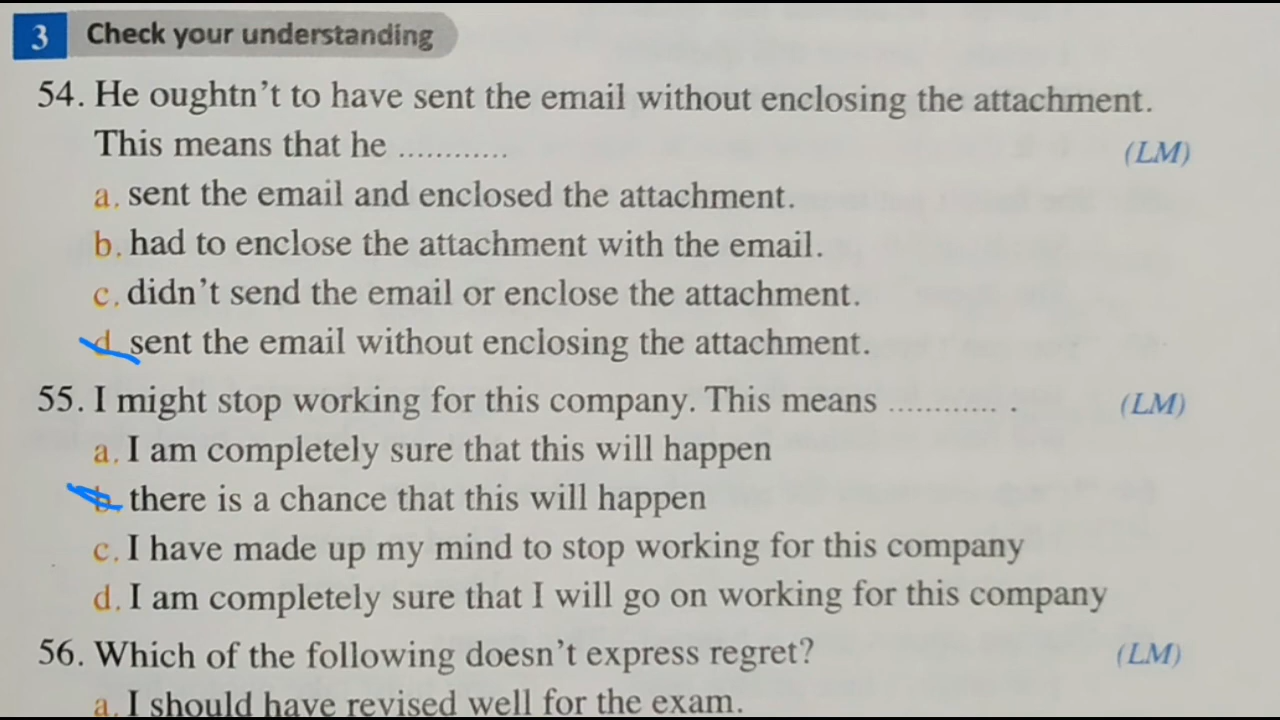 3 Check your understanding
54. He oughtn't to have sent the email without enclosing the attachment.
This means that he ............ (LM)
a. sent the email and enclosed the attachment.
b. had to enclose the attachment with the email.
c. didn't send the email or enclose the attachment.
d. sent the email without enclosing the attachment.
55. I might stop working for this company. This means ............ . (LM)
a. I am completely sure that this will happen
b. there is a chance that this will happen
c. I have made up my mind to stop working for this company
d. I am completely sure that I will go on working for this company
56. Which of the following doesn't express regret? (LM)
a. I should have revised well for the exam.